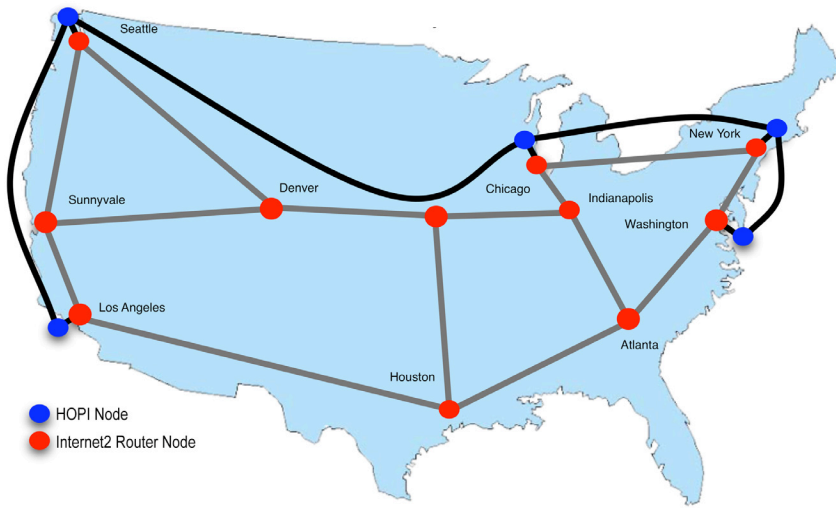 Seattle
New York
Denver
Chicago
Indianapolis
Sunnyvale
Washington
Los Angeles
Atlanta
Houston
HOPI Node
Internet2 Router Node